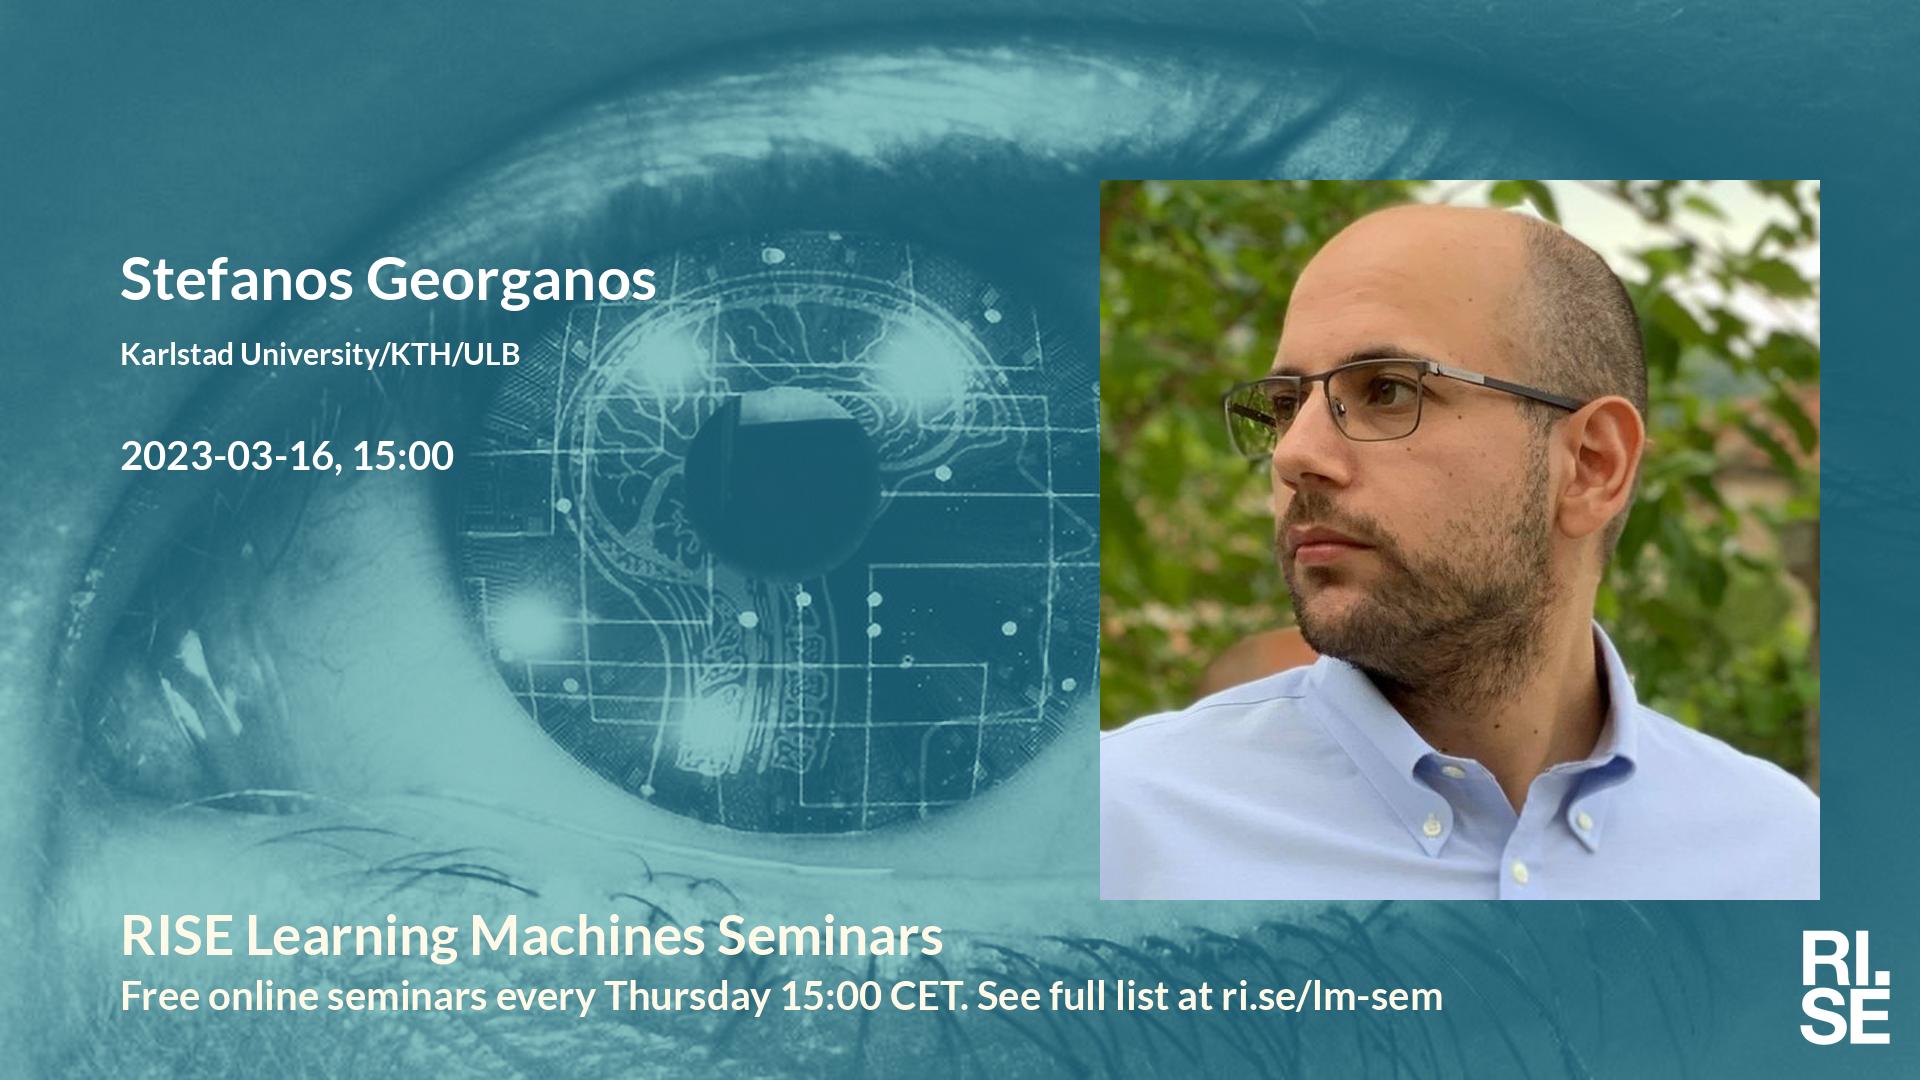 Stefanos Georganos
Karlstad University/KTH/ULB
2023-03-16, 15:00
RISE Learning Machines Seminars
Free online seminars every Thursday 15:00 CET. See full list at ri.se/lm-sem
RI.
SE